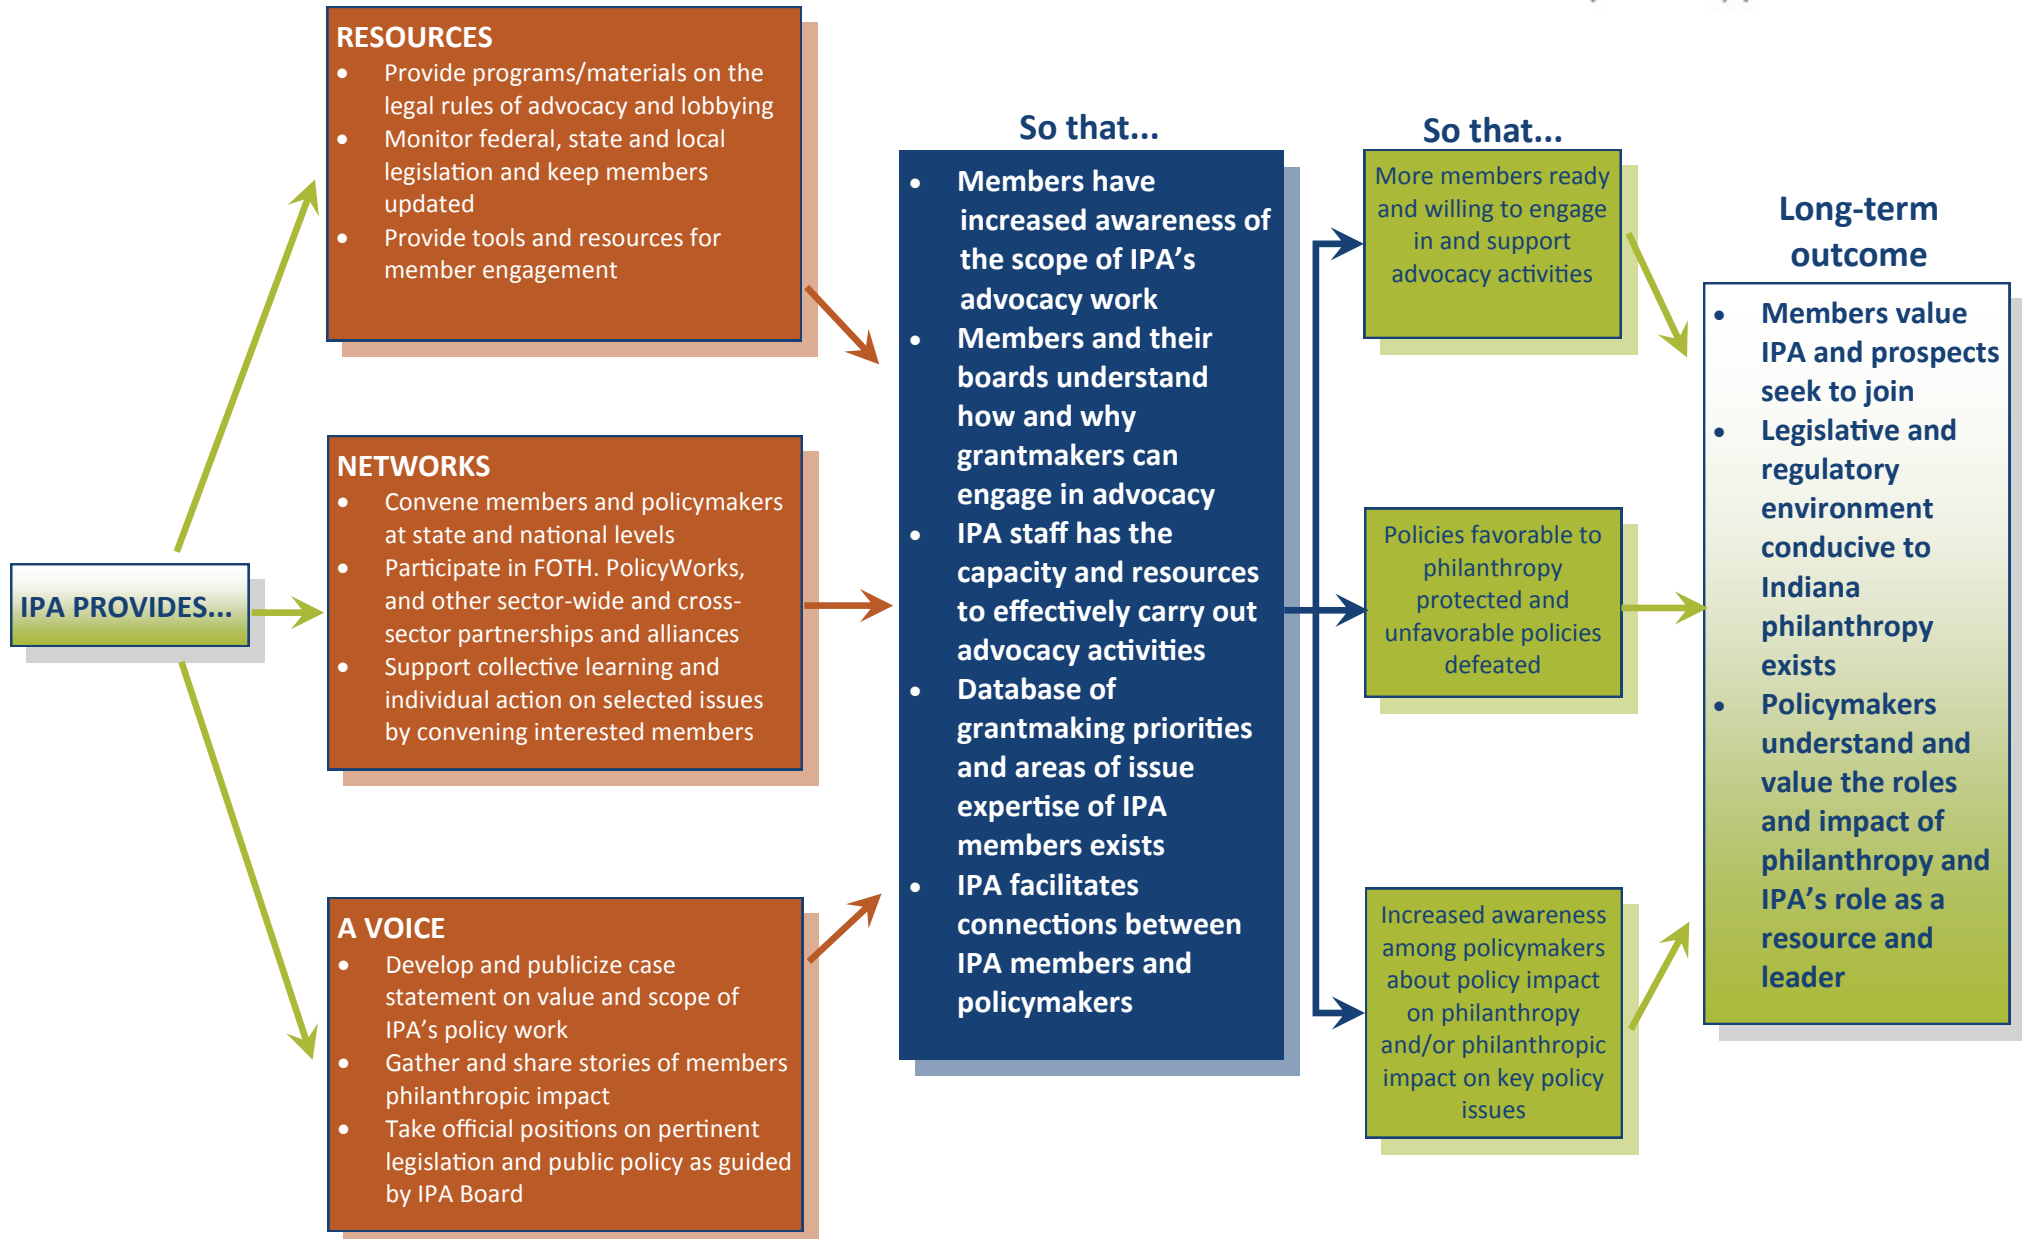 IPA PROVIDES...
RESOURCES
• Provide programs/materials on the
legal rules of advocacy and lobbying
• Monitor federal, state and local
legislation and keep members
updated
• Provide tools and resources for
member engagement
NETWORKS
• Convene members and policymakers
at state and national levels
• Participate in FOTH. PolicyWorks,
and other sector-wide and cross-
sector partnerships and alliances
• Support collective learning and
individual action on selected issues
by convening interested members
A VOICE
• Develop and publicize case
statement on value and scope of
IPA’s policy work
• Gather and share stories of members
philanthropic impact
• Take official positions on pertinent
legislation and public policy as guided
by IPA Board
So that...
• Members have
increased awareness of
the scope of IPA’s
advocacy work
• Members and their
boards understand
how and why
grantmakers can
engage in advocacy
• IPA staff has the
capacity and resources
to effectively carry out
advocacy activities
• Database of
grantmaking priorities
and areas of issue
expertise of IPA
members exists
• IPA facilitates
connections between
IPA members and
policymakers
So that...
More members ready
and willing to engage
in and support
advocacy activities
Policies favorable to
philanthropy
protected and
unfavorable policies
defeated
Increased awareness
among policymakers
about policy impact
on philanthropy
and/or philanthropic
impact on key policy
issues
Long-term
outcome
• Members value
IPA and prospects
seek to join
• Legislative and
regulatory
environment
conducive to
Indiana
philanthropy
exists
• Policymakers
understand and
value the roles
and impact of
philanthropy and
IPA’s role as a
resource and
leader